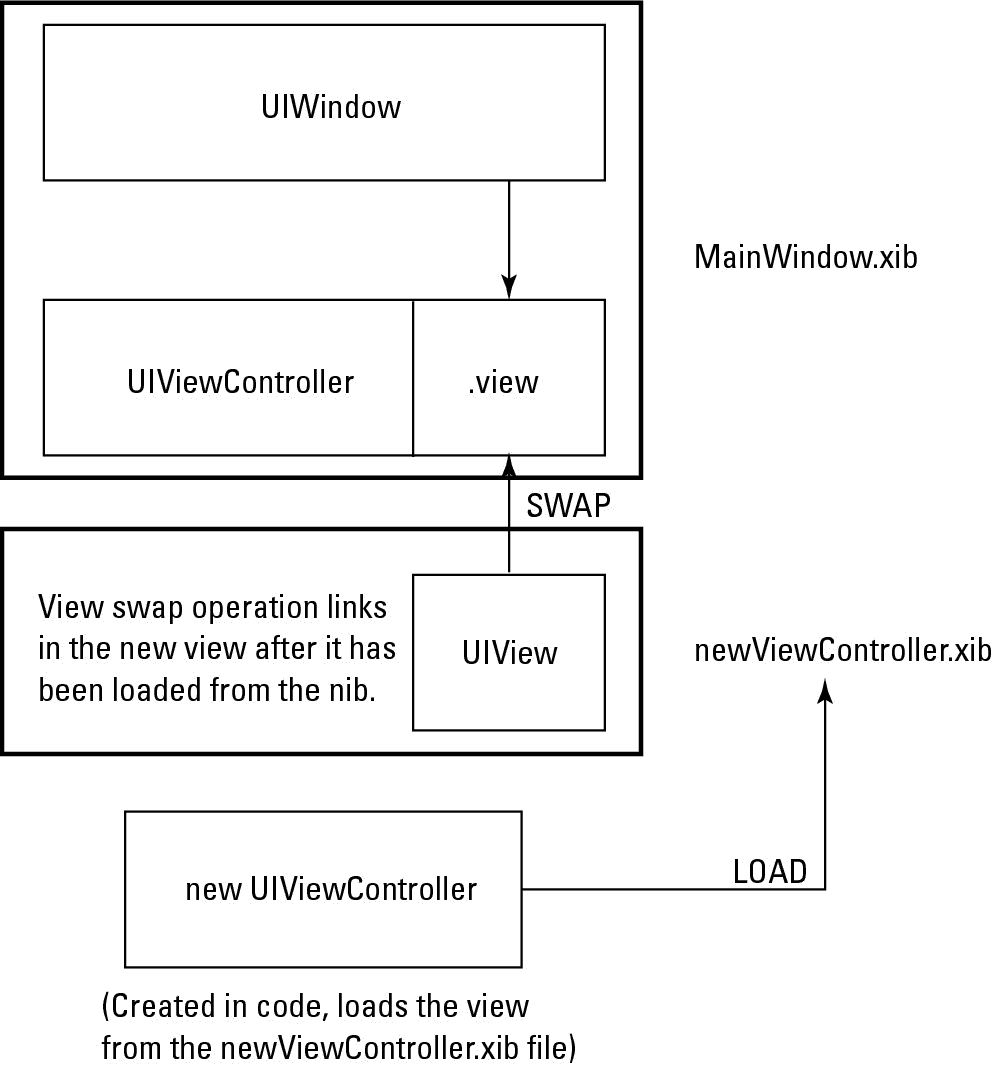 UIWindow
MainWindow.xib
UIViewController
.view
SWAP
View swap operation links
in the new view after it has
been loaded from the nib.
UIView
newViewController.xib
new UIViewController
LOAD
(Created in code, loads the view
from the newViewController.xib file)